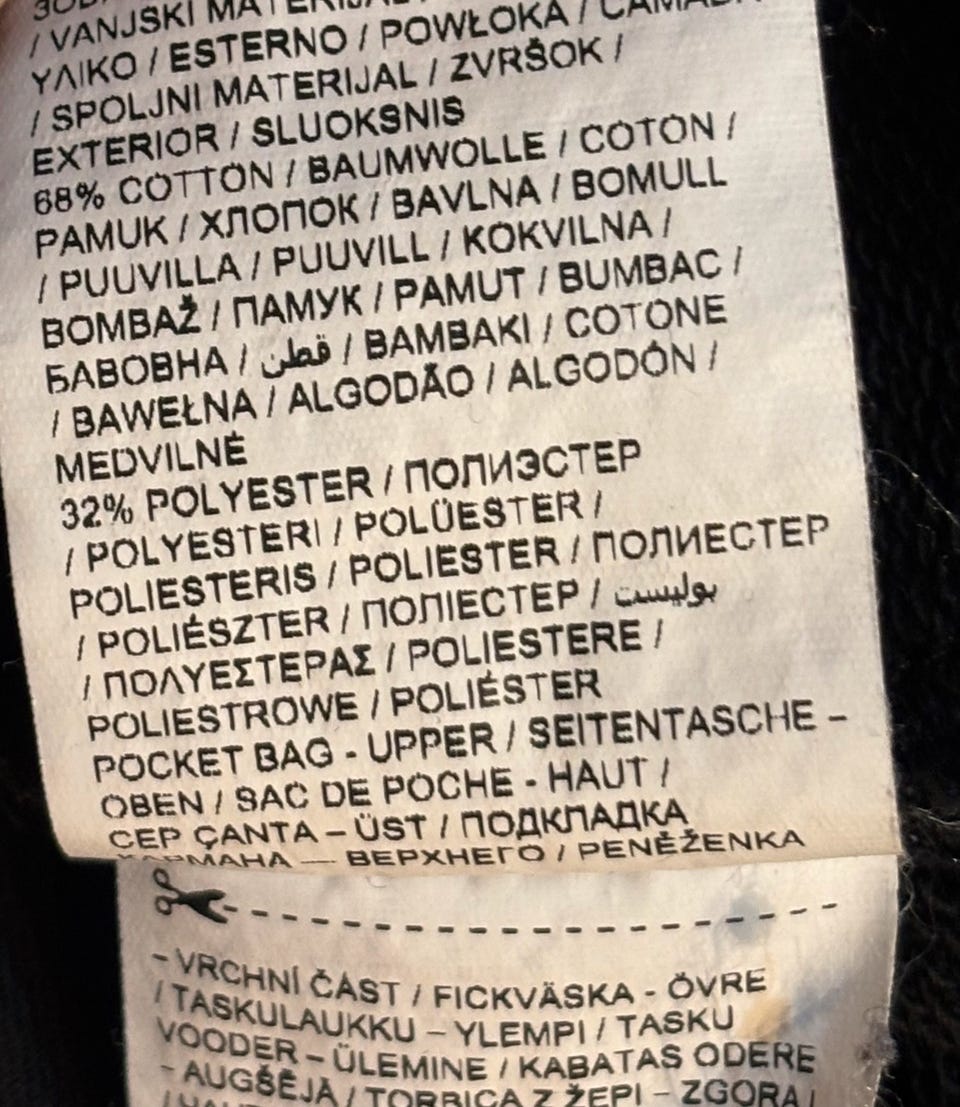 / VANJSKI
ΥΛΙΚΟ / ESTERNO / POWŁOKA /
/ SPOLJNI MATERIJAL / ZVRŠOK /
EXTERIOR / SLUOKSNIS
68% COTTON / BAUMWOLLE / COTON /
PAMUK / ХЛОПОК / BAVLNA / BOMULL
/ PUUVILLA / PUUVILL / KOKVILNA /
BOMBAŽ / ПАМУК / PAMUT / BUMBAC /
БАВОВНА / قطن / BAMBAKI / COTONE
/ BAWEŁNA / ALGODÃO / ALGODÓN /
MEDVILNĖ
32% POLYESTER / ПОЛИЭСТЕР
/ POLYESTERI / POLÜESTER /
POLIESTERIS / POLIESTER / ПОЛИЕСТЕР
/ POLIÉSZTER / ПОЛІЕСТЕР / بوليست
/ ΠΟΛΥΕΣΤΕΡΑΣ / POLIESTERE /
POLIESTROWE / POLIÉSTER
POCKET BAG - UPPER / SEITENTASCHE –
OBEN / SAC DE POCHE - HAUT /
CEP ÇANTA – ÜST / ПОДКЛАДКА
КАРМАНА — ВЕРХНЕГО / PENĚŽENKA
- VRCHNÍ ČÁST / FICKVÄSKA - ÖVRE
/ TASKULAUKKU – YLEMPI / TASKU
VOODER – ÜLEMINE / KABATAS ODERE
- AUGŠĒJĀ / TORBICA Z ŽEPI – ZGORAJ